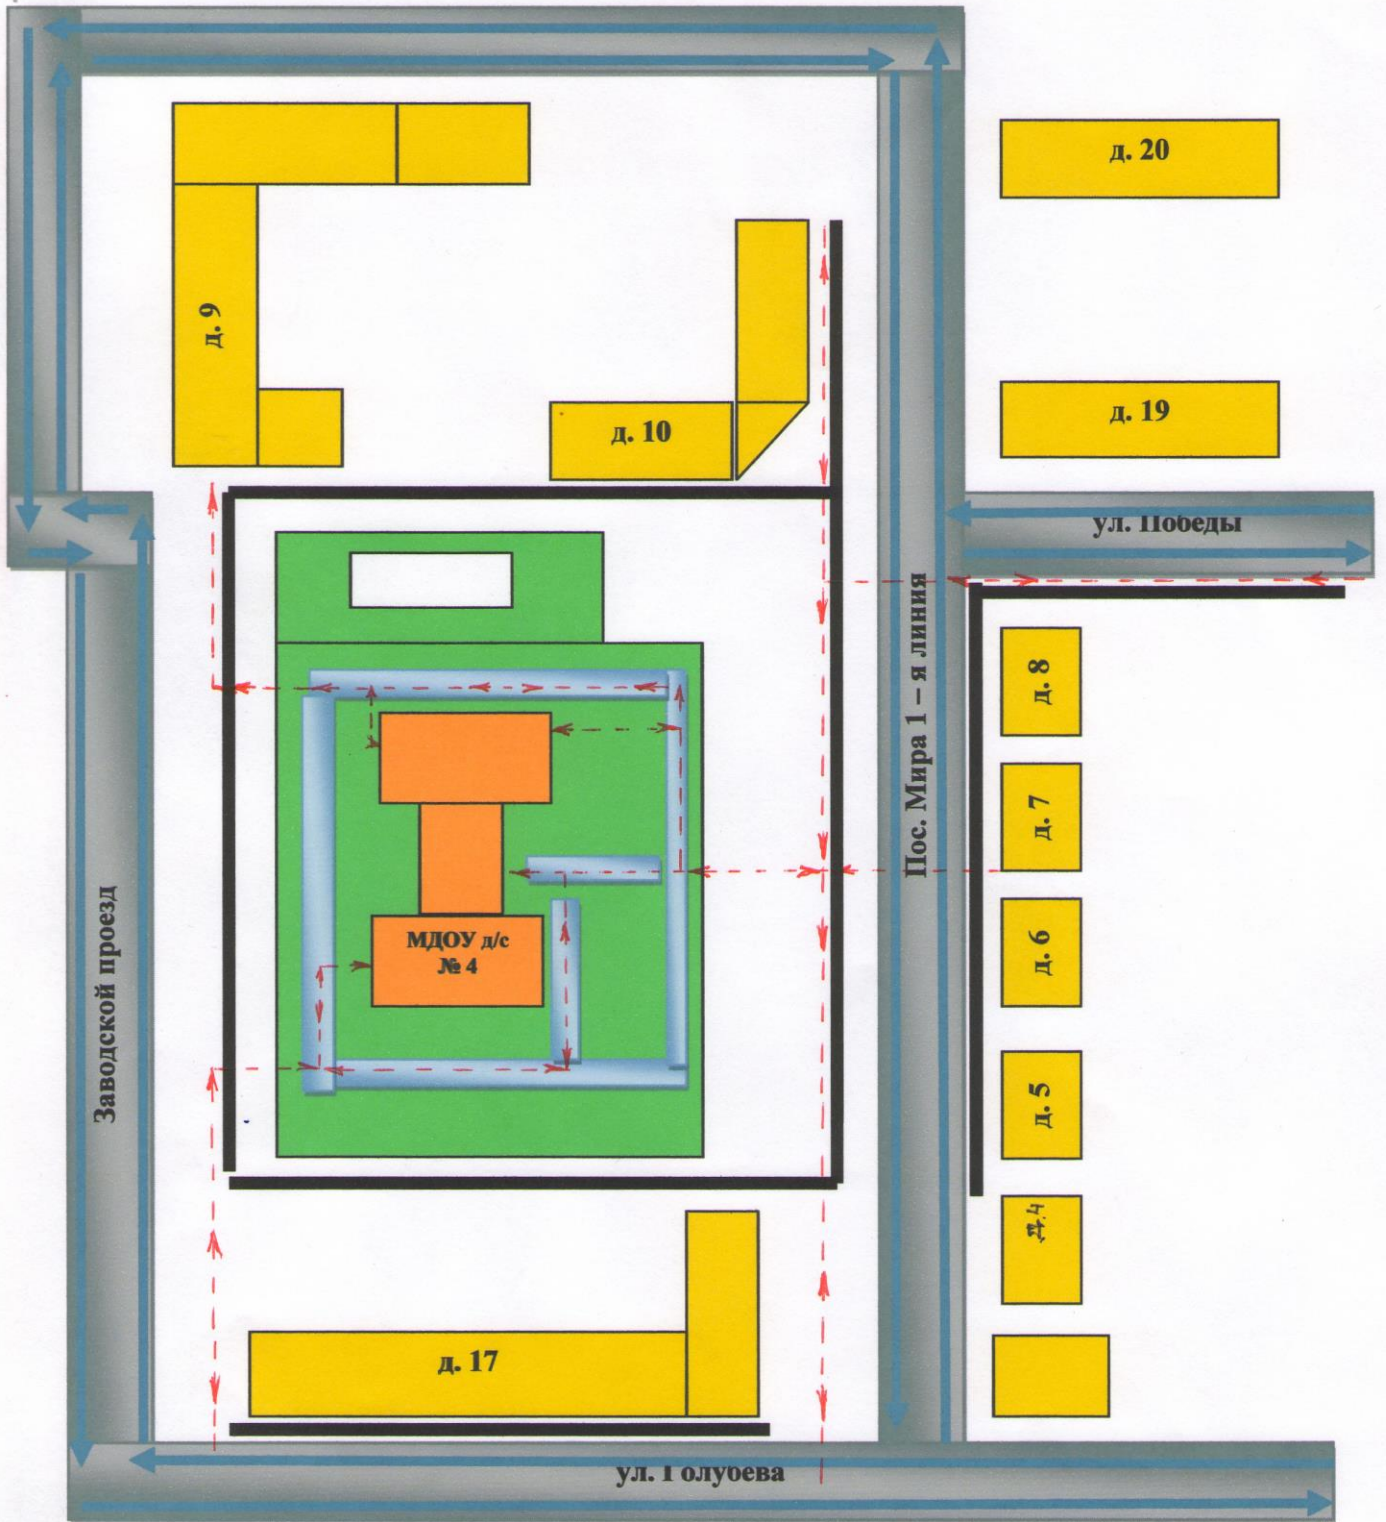 д. 20
д. 9
д. 19
д. 10
ул. Победы
Пос. Мира 1 – я линия
д. 8
д. 7
МДОУ д/с
№ 4
д. 6
Заводской проезд
д. 5
д.4
д. 17
ул. Голубева